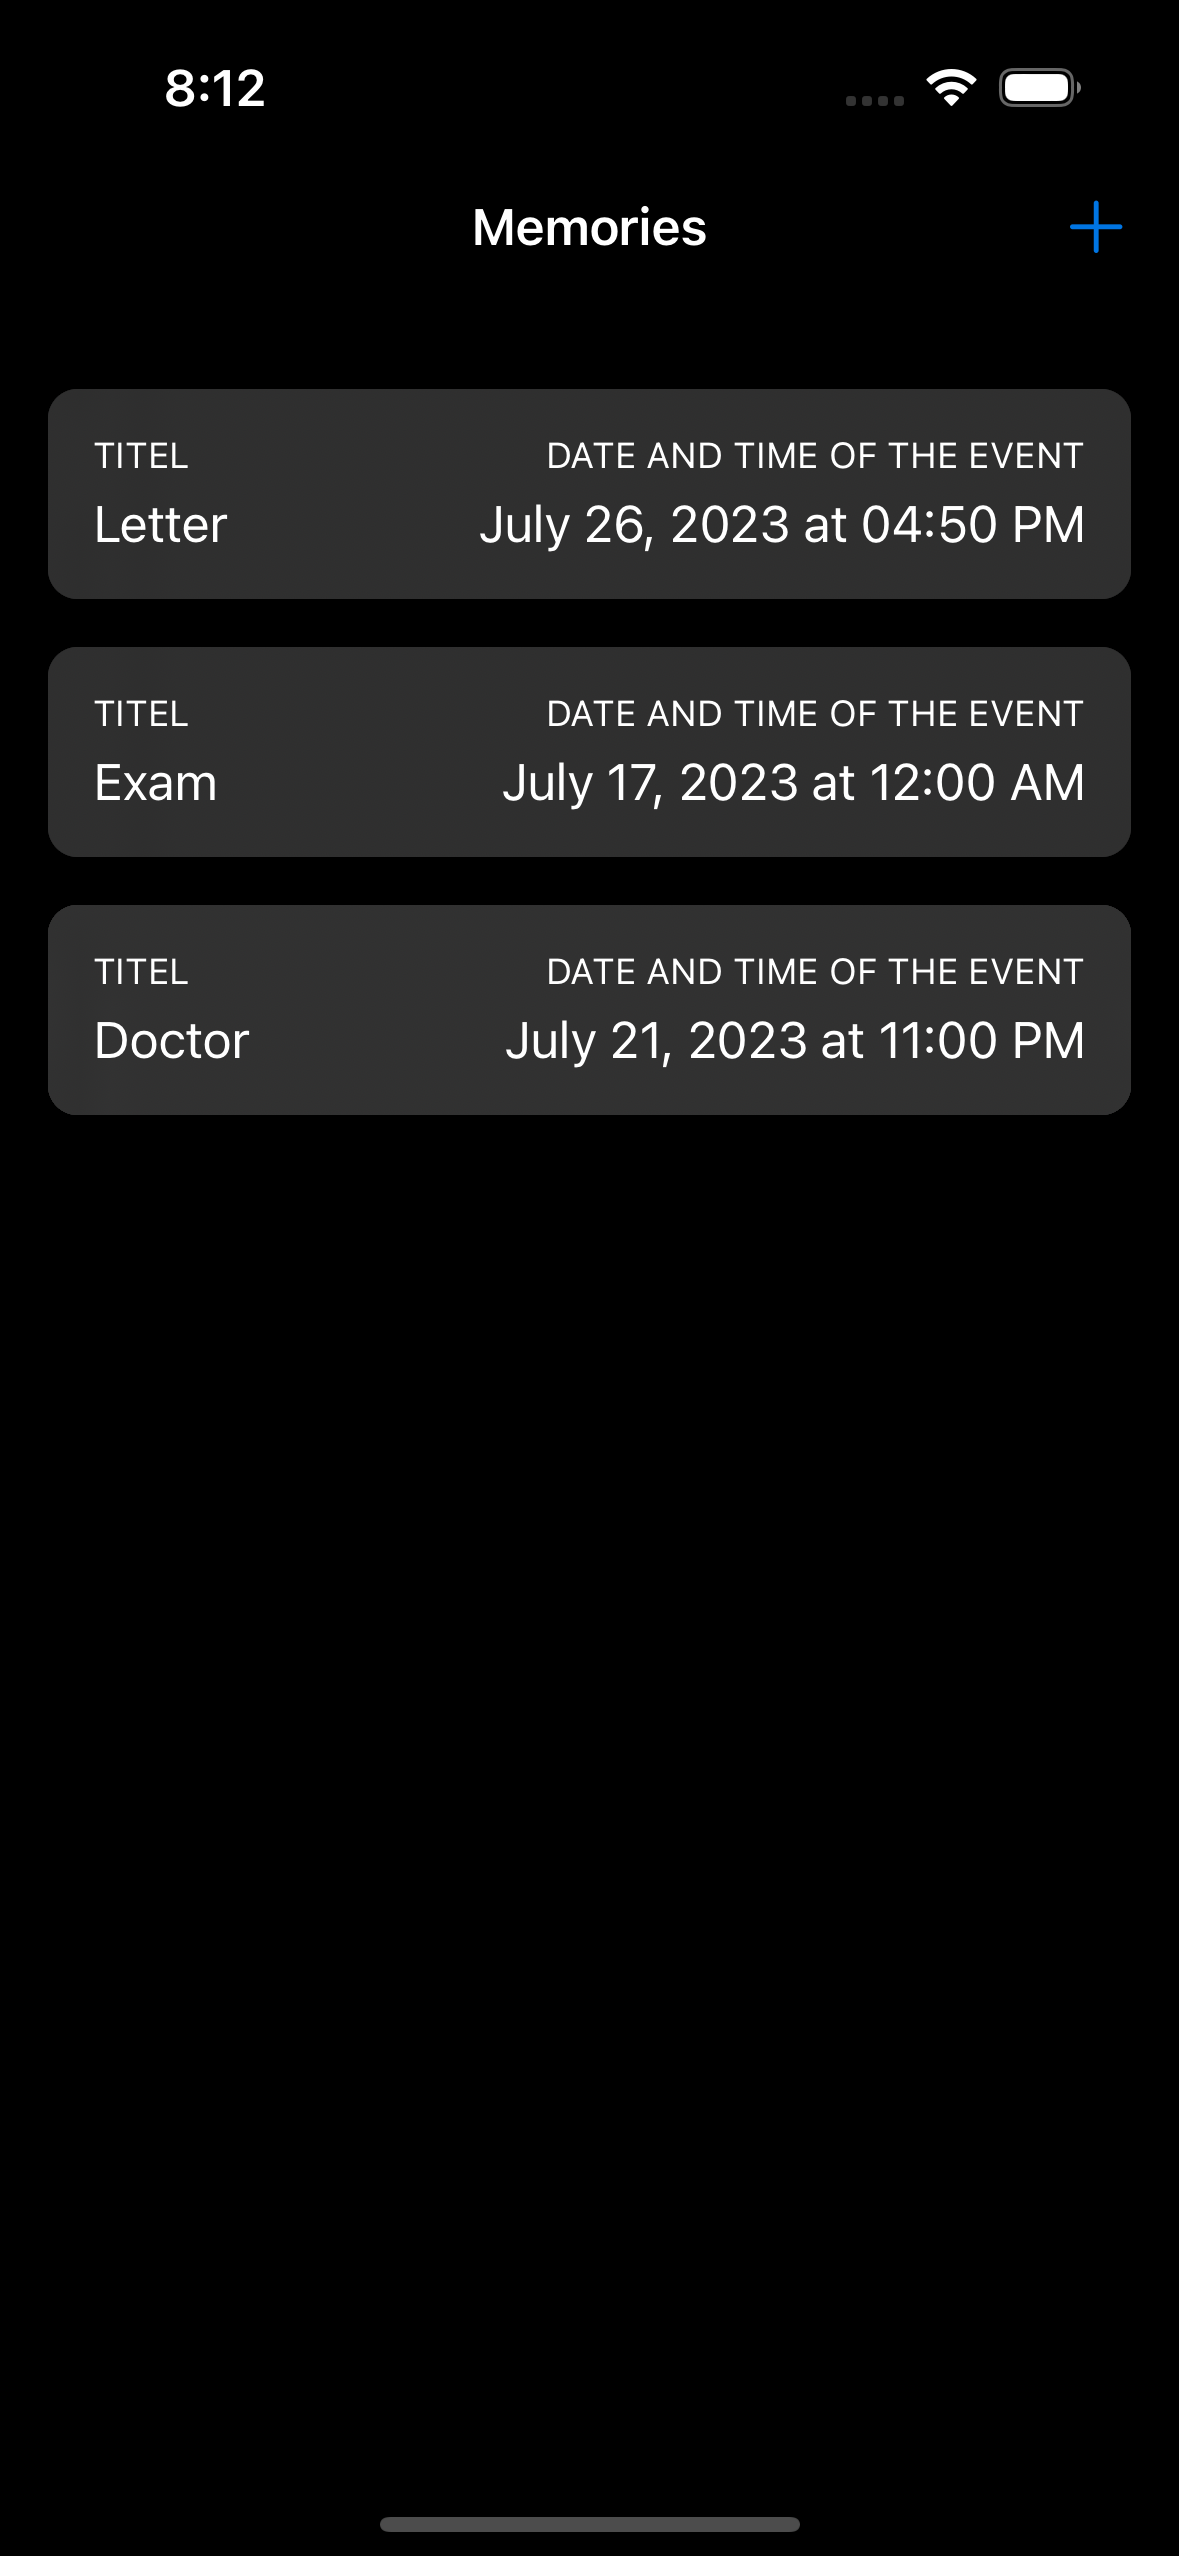 8:12
Memories
TITEL DATE AND TIME OF THE EVENT
Letter July 26, 2023 at 04:50 PM
TITEL DATE AND TIME OF THE EVENT
Exam July 17, 2023 at 12:00 AM
TITEL DATE AND TIME OF THE EVENT
Doctor July 21, 2023 at 11:00 PM